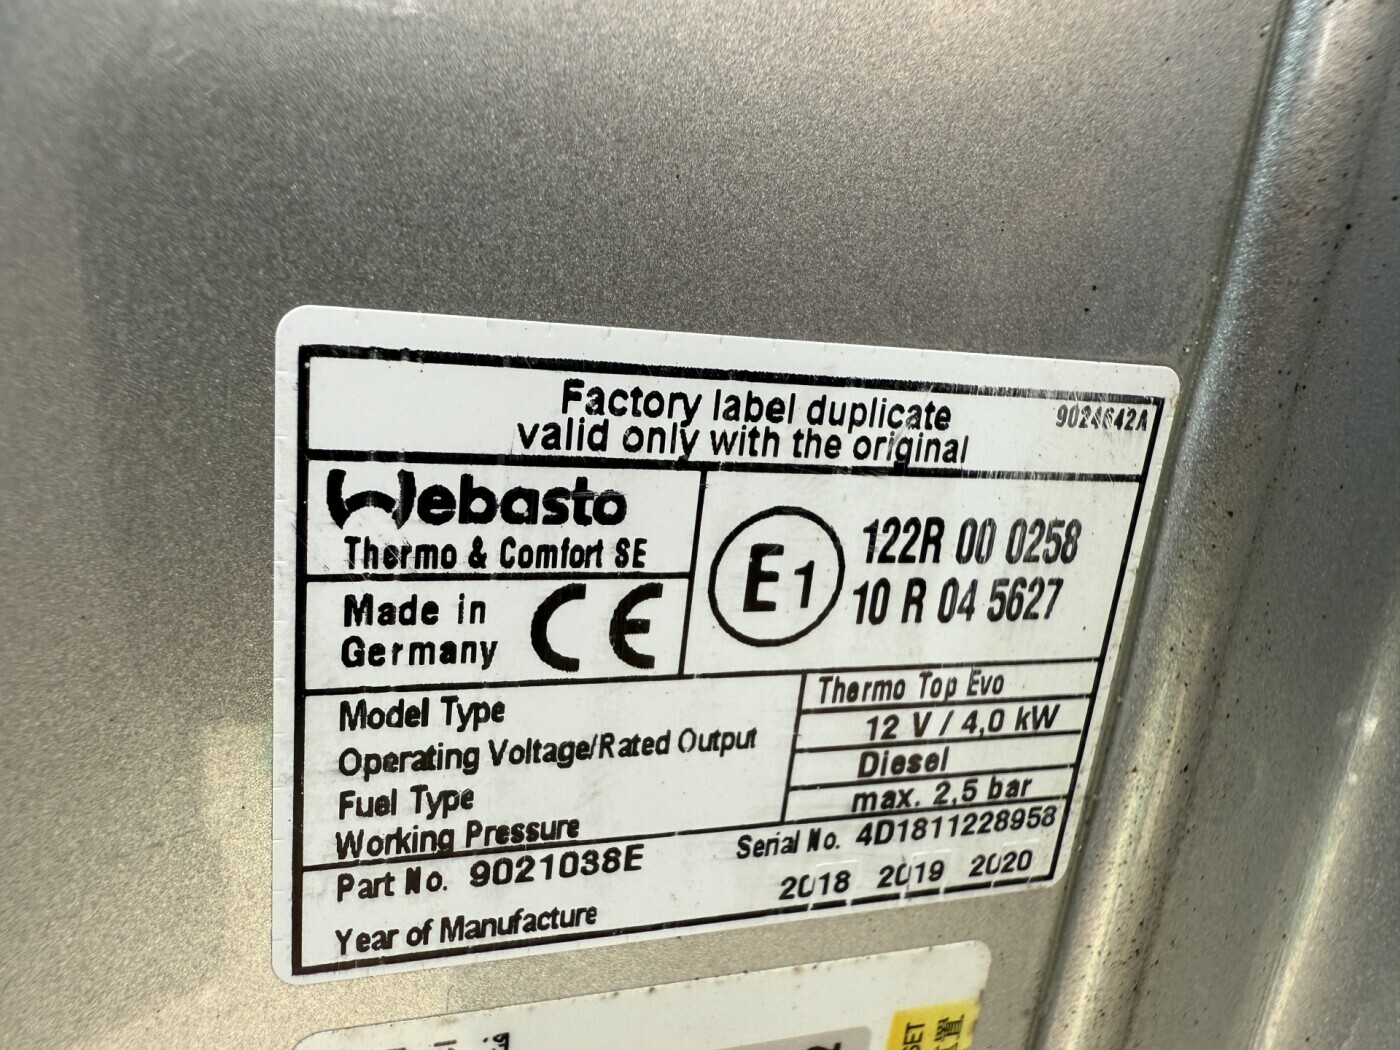 Factory label duplicate
valid only with the original
9024642A
Webasto
Thermo & Comfort SE
Made in
Germany
CE
E1
122R 00 0258
10 R 04 5627
Model Type Thermo Top Evo
Operating Voltage/Rated Output 12 V / 4,0 kW
Fuel Type Diesel
Working Pressure max. 2,5 bar
Part No. 9021038E Serial No. 4D1811228958
Year of Manufacture 2018 2019 2020
SET
置